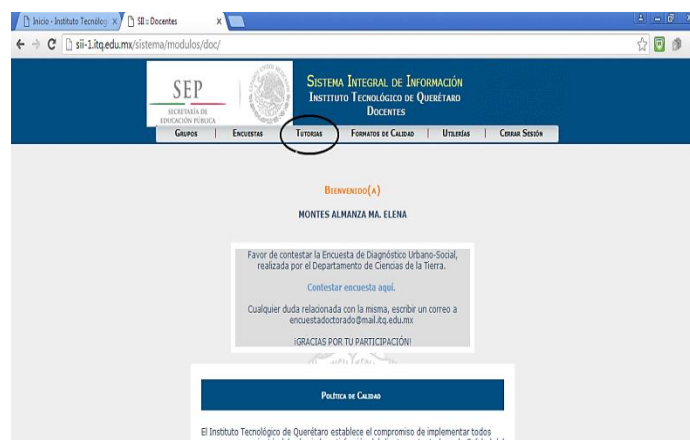 Inicio - Instituto Tecnológ
SII :: Docentes
sii-1.itq.edu.mx/sistema/modulos/doc/
SEP
SECRETARÍA DE
EDUCACIÓN PÚBLICA
SISTEMA INTEGRAL DE INFORMACIÓN
INSTITUTO TECNOLÓGICO DE QUERÉTARO
DOCENTES
GRUPOS | ENCUESTAS TUTORIAS FORMATOS DE CALIDAD | UTILERÍAS | CERRAR SESIÓN
BIENVENIDO(A)
MONTES ALMANZA MA. ELENA
Favor de contestar la Encuesta de Diagnóstico Urbano-Social,
realizada por el Departamento de Ciencias de la Tierra.
Contestar encuesta aquí.
Cualquier duda relacionada con la misma, escribir un correo a
encuestadoctorado@mail.itq.edu.mx
¡GRACIAS POR TU PARTICIPACIÓN!
POLÍTICA DE CALIDAD
El Instituto Tecnológico de Querétaro establece el compromiso de implementar todos